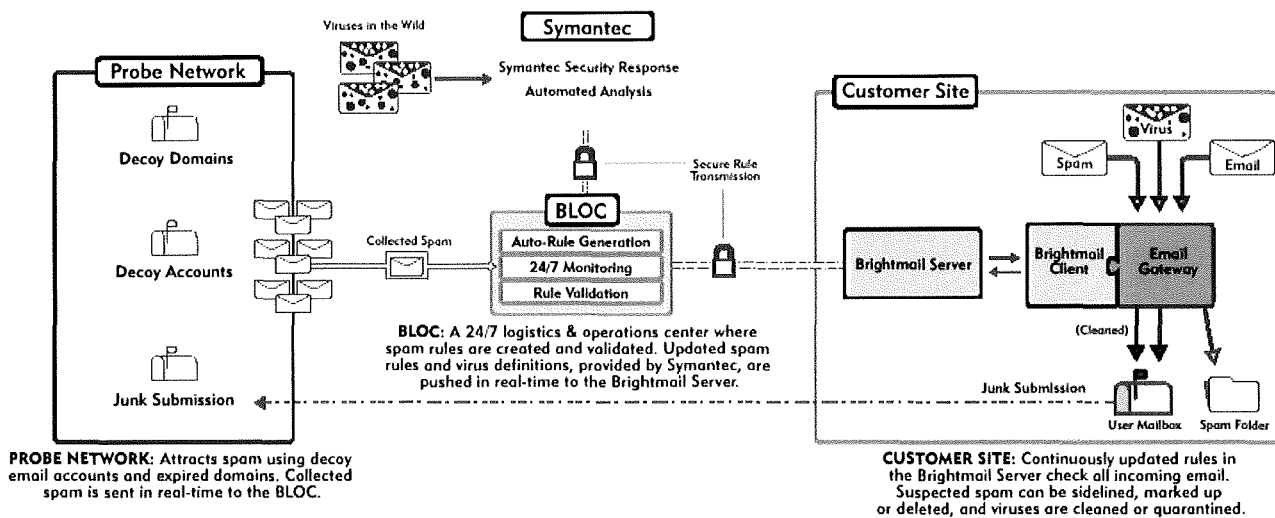 Viruses in the Wild
Symantec
Symantec Security Response
Automated Analysis
Probe Network
Decoy Domains
Decoy Accounts
Junk Submission
Collected Spam
BLOC
Auto-Rule Generation
24/7 Monitoring
Rule Validation
Secure Rule
Transmission
Customer Site
Virus
Spam
Email
Brightmail Server
Brightmail
Client
Email
Gateway
(Cleaned)
Junk Submission
User Mailbox
Spam Folder
BLOC: A 24/7 logistics & operations center where
spam rules are created and validated. Updated spam
rules and virus definitions, provided by Symantec, are
pushed in real-time to the Brightmail Server.
PROBE NETWORK: Attracts spam using decoy
email accounts and expired domains. Collected
spam is sent in real-time to the BLOC.
CUSTOMER SITE: Continuously updated rules in
the Brightmail Server check all incoming email.
Suspected spam can be sidelined, marked up
or deleted, and viruses are cleaned or quarantined.